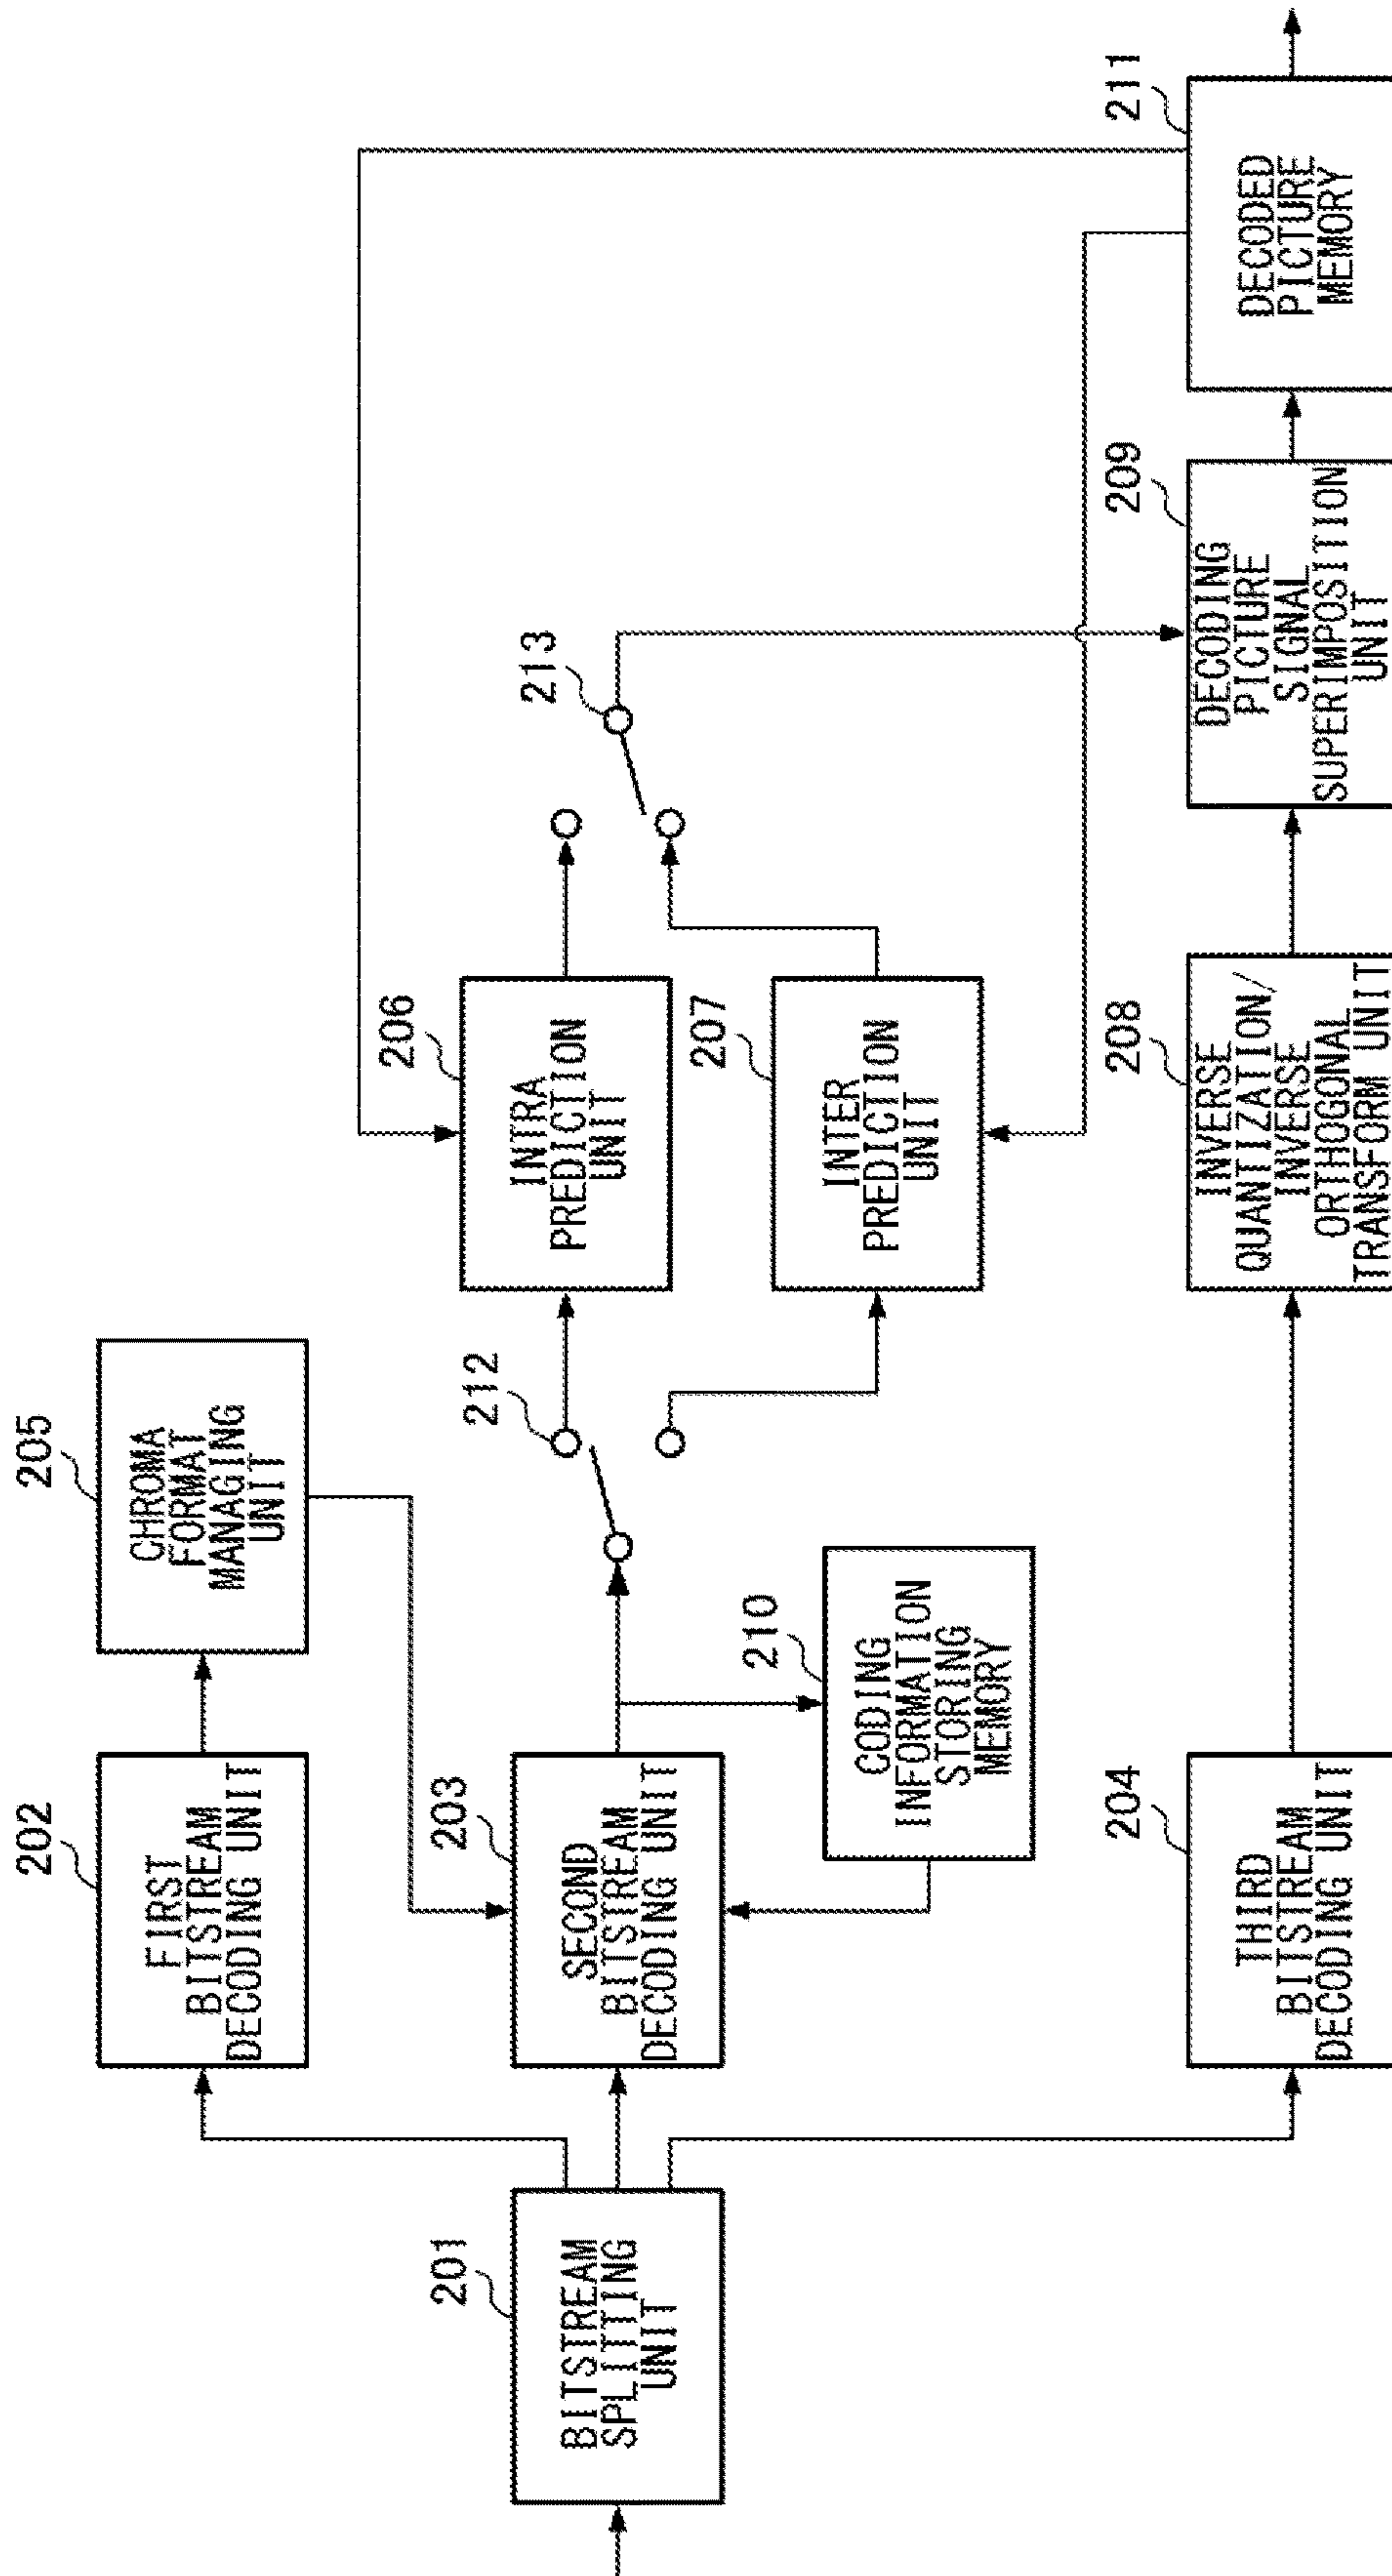 201
BITSTREAM
SPLITTING
UNIT
202
FIRST
BITSTREAM
DECODING UNIT
203
SECOND
BITSTREAM
DECODING UNIT
204
THIRD
BITSTREAM
DECODING UNIT
205
CHROMA
FORMAT
MANAGING
UNIT
210
CODING
INFORMATION
STORING
MEMORY
212
206
INTRA
PREDICTION
UNIT
207
INTER
PREDICTION
UNIT
208
INVERSE
QUANTIZATION/
INVERSE
ORTHOGONAL
TRANSFORM UNIT
213
209
DECODING
PICTURE
SIGNAL
SUPERIMPOSITION
UNIT
211
DECODED
PICTURE
MEMORY